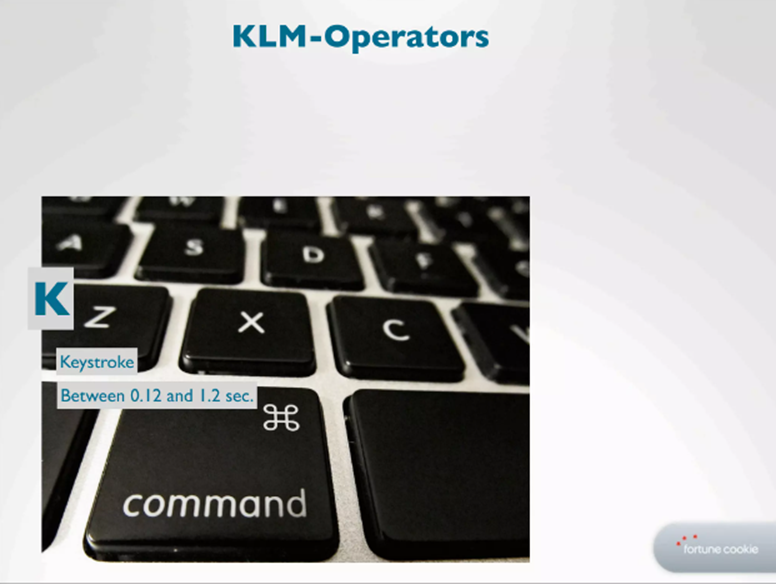 KLM-Operators
W E R
A S D F
K
Z X C
Keystroke
Between 0.12 and 1.2 sec.
⌘
command
fortune cookie